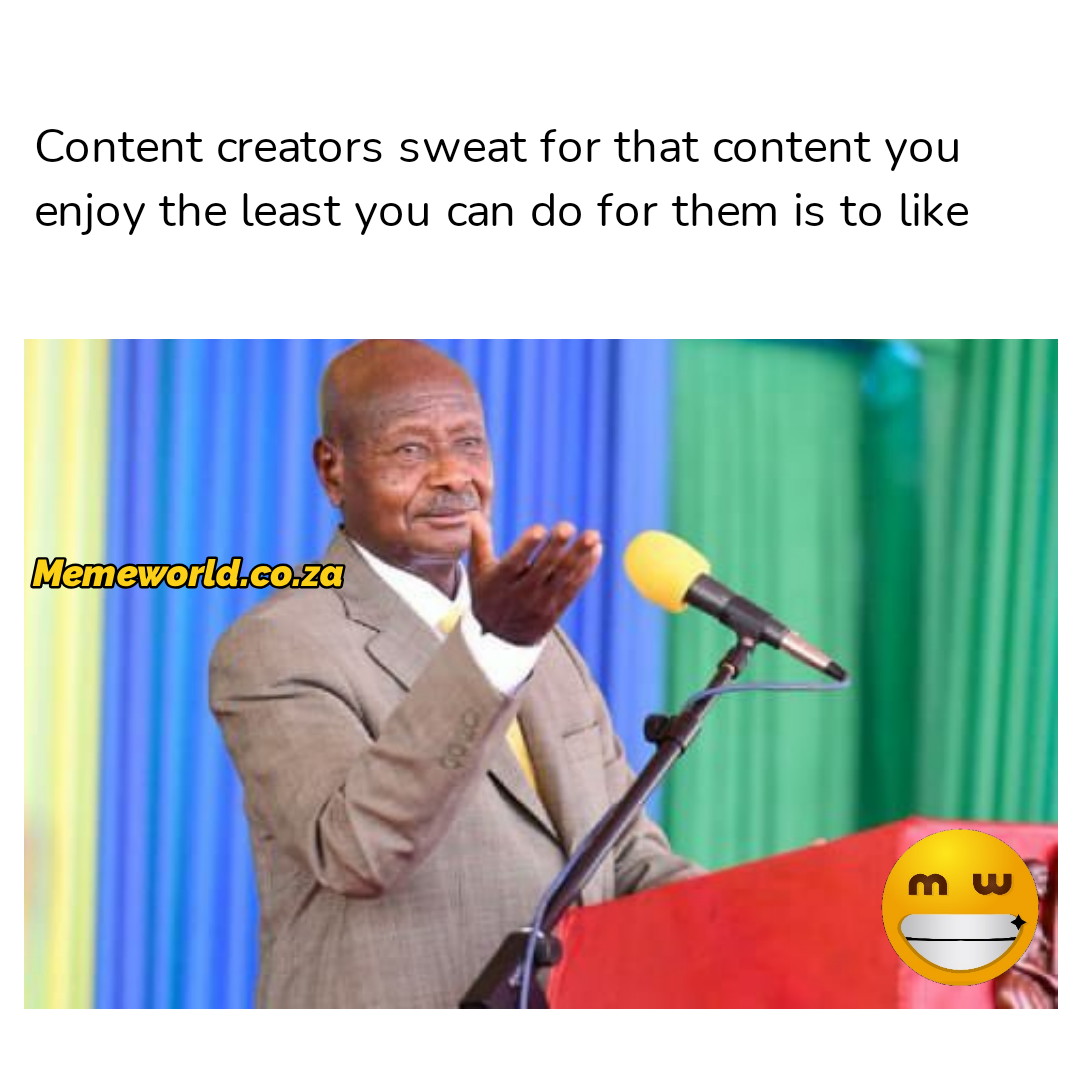 Content creators sweat for that content you
enjoy the least you can do for them is to like
Memeworld.co.za
m w